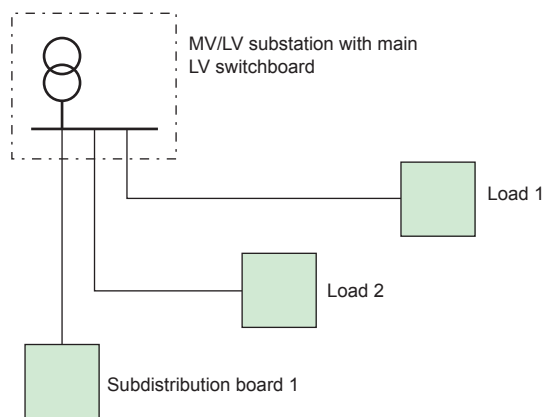 MV/LV substation with main
LV switchboard
Load 1
Load 2
Subdistribution board 1